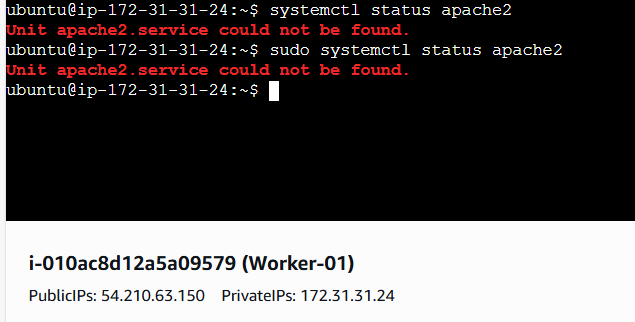 ubuntu@ip-172-31-31-24:~$ systemctl status apache2
Unit apache2.service could not be found.
ubuntu@ip-172-31-31-24:~$ sudo systemctl status apache2
Unit apache2.service could not be found.
ubuntu@ip-172-31-31-24:~$
i-010ac8d12a5a09579 (Worker-01)
PublicIPs: 54.210.63.150 PrivateIPs: 172.31.31.24